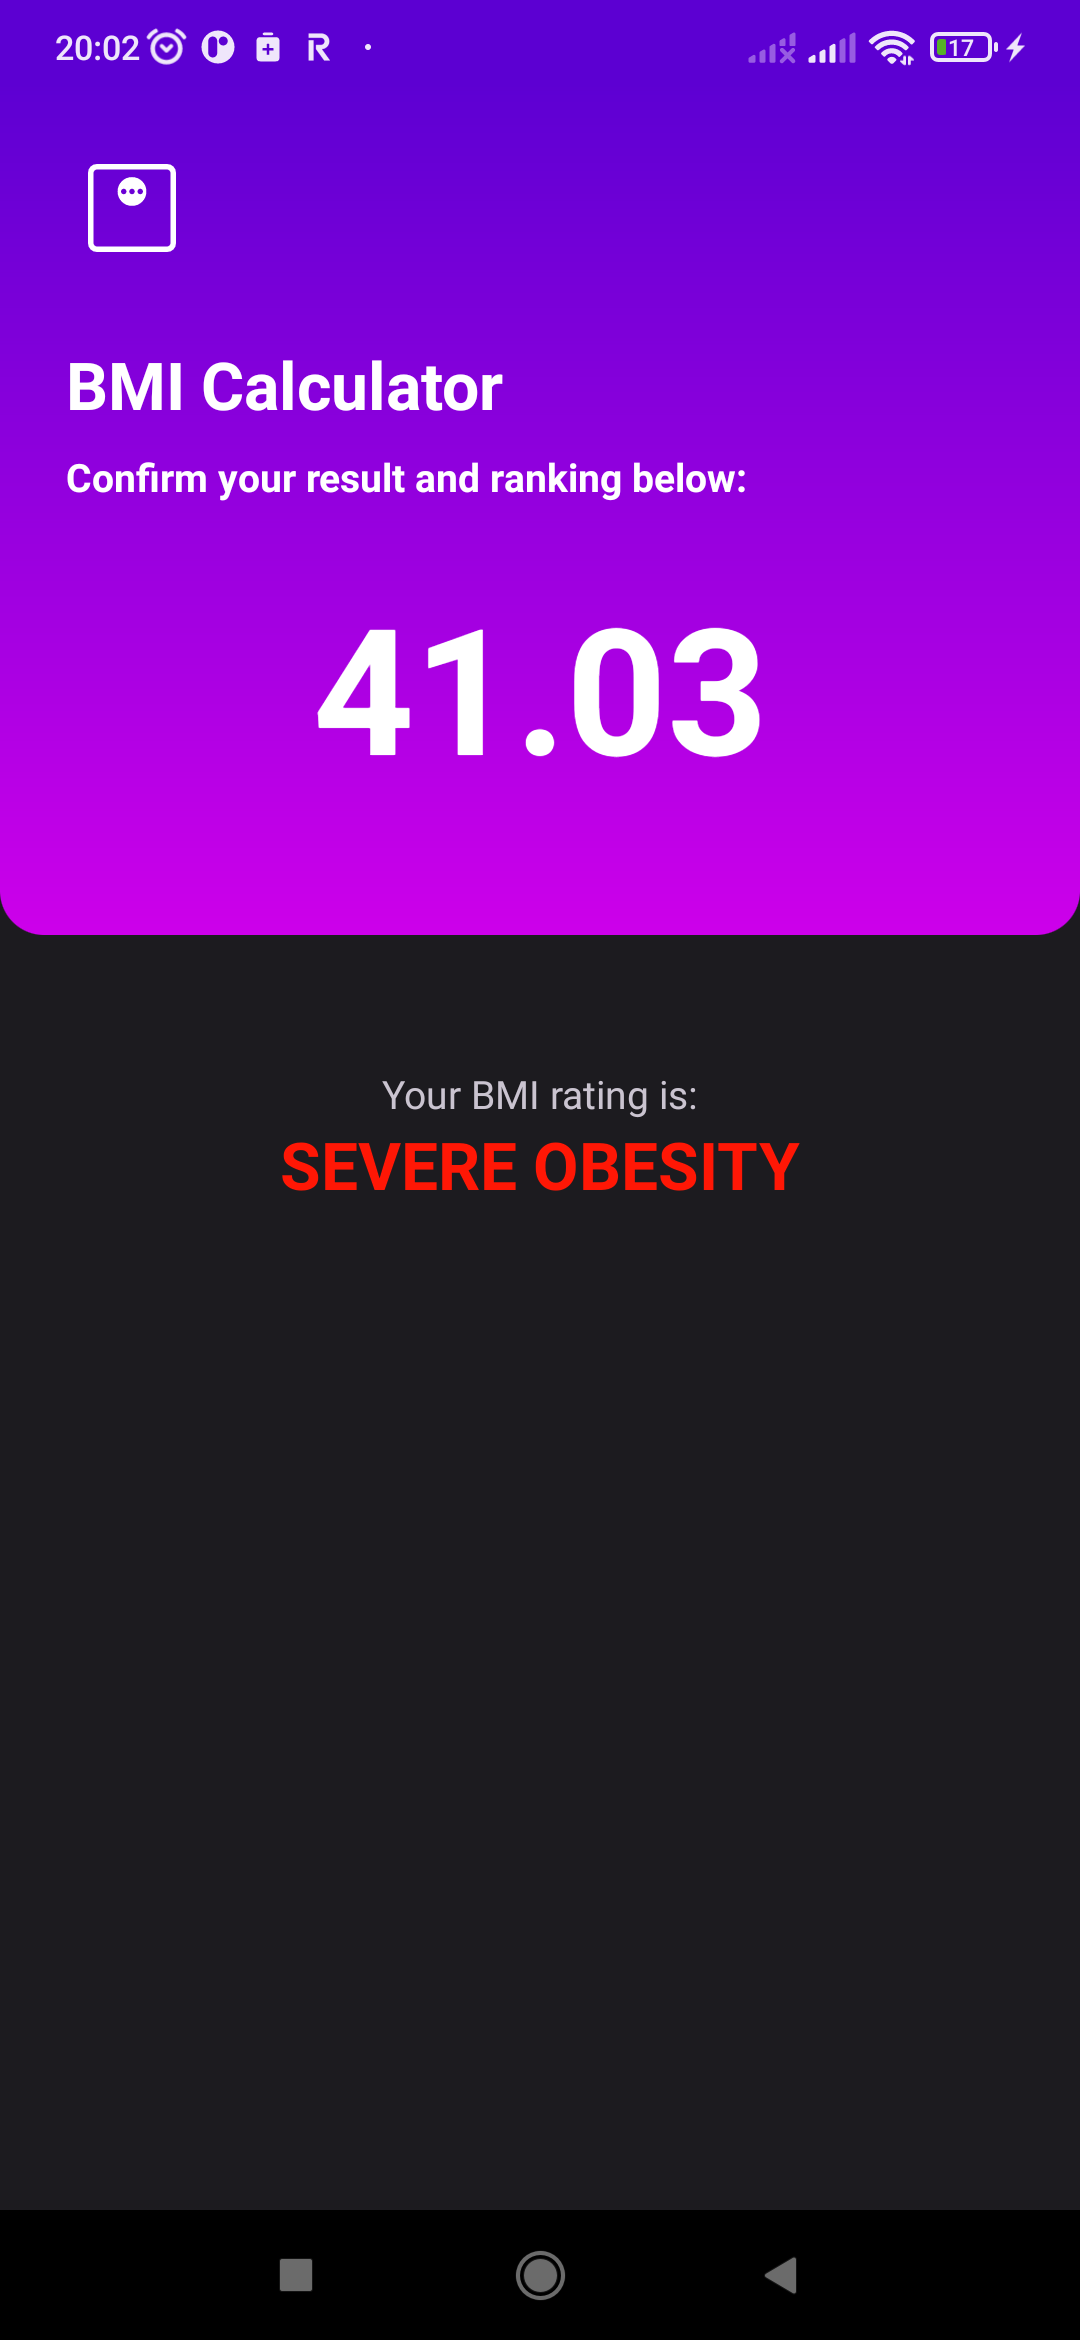 20:02
17
BMI Calculator
Confirm your result and ranking below:
41.03
Your BMI rating is:
SEVERE OBESITY